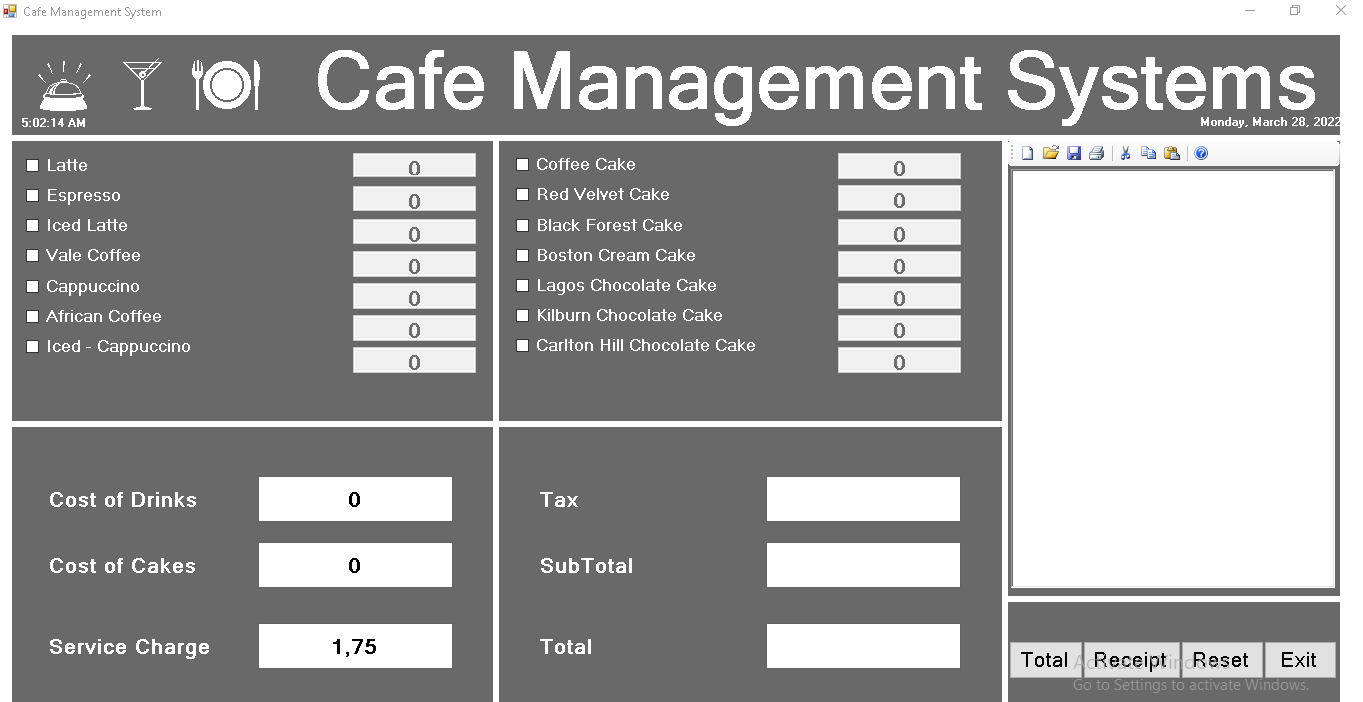 Cafe Management System
Cafe Management Systems
5:02:14 AM
Monday, March 28, 2022
Latte 0
Espresso 0
Iced Latte 0
Vale Coffee 0
Cappuccino 0
African Coffee 0
Iced - Cappuccino 0
Coffee Cake 0
Red Velvet Cake 0
Black Forest Cake 0
Boston Cream Cake 0
Lagos Chocolate Cake 0
Kilburn Chocolate Cake 0
Carlton Hill Chocolate Cake 0
Cost of Drinks 0
Cost of Cakes 0
Service Charge 1,75
Tax
SubTotal
Total
Total Receipt Reset Exit
Activate Windows
Go to Settings to activate Windows.